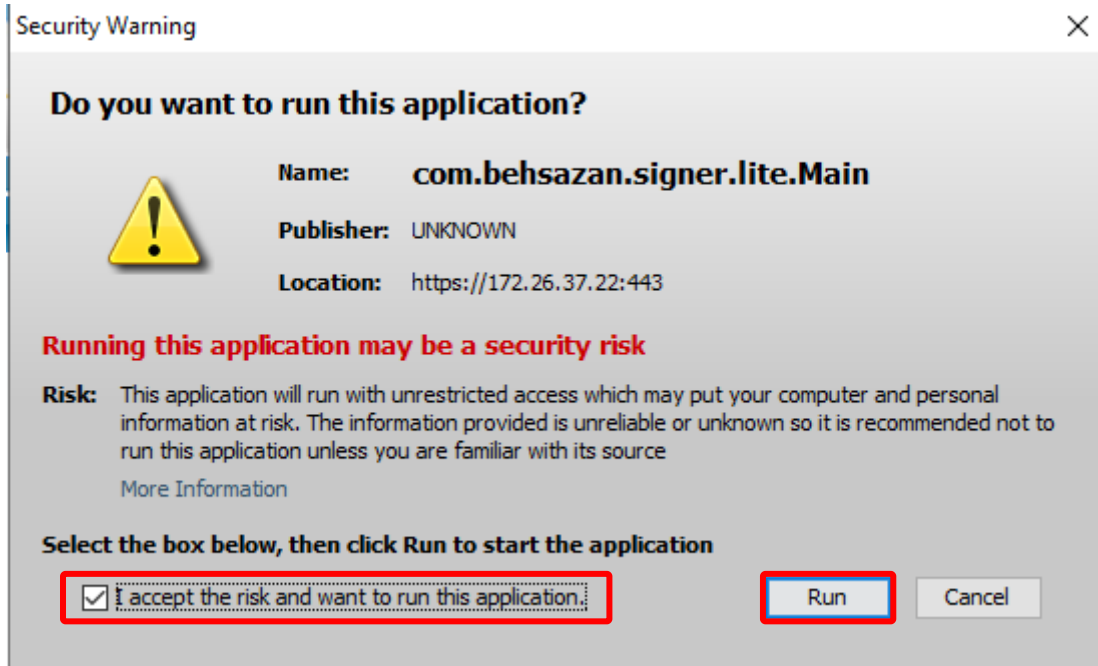 Security Warning
Do you want to run this application?
Name: com.behsazan.signer.lite.Main
Publisher: UNKNOWN
Location: https://172.26.37.22:443
Running this application may be a security risk
Risk: This application will run with unrestricted access which may put your computer and personal
information at risk. The information provided is unreliable or unknown so it is recommended not to
run this application unless you are familiar with its source
More Information
Select the box below, then click Run to start the application
I accept the risk and want to run this application. Run Cancel